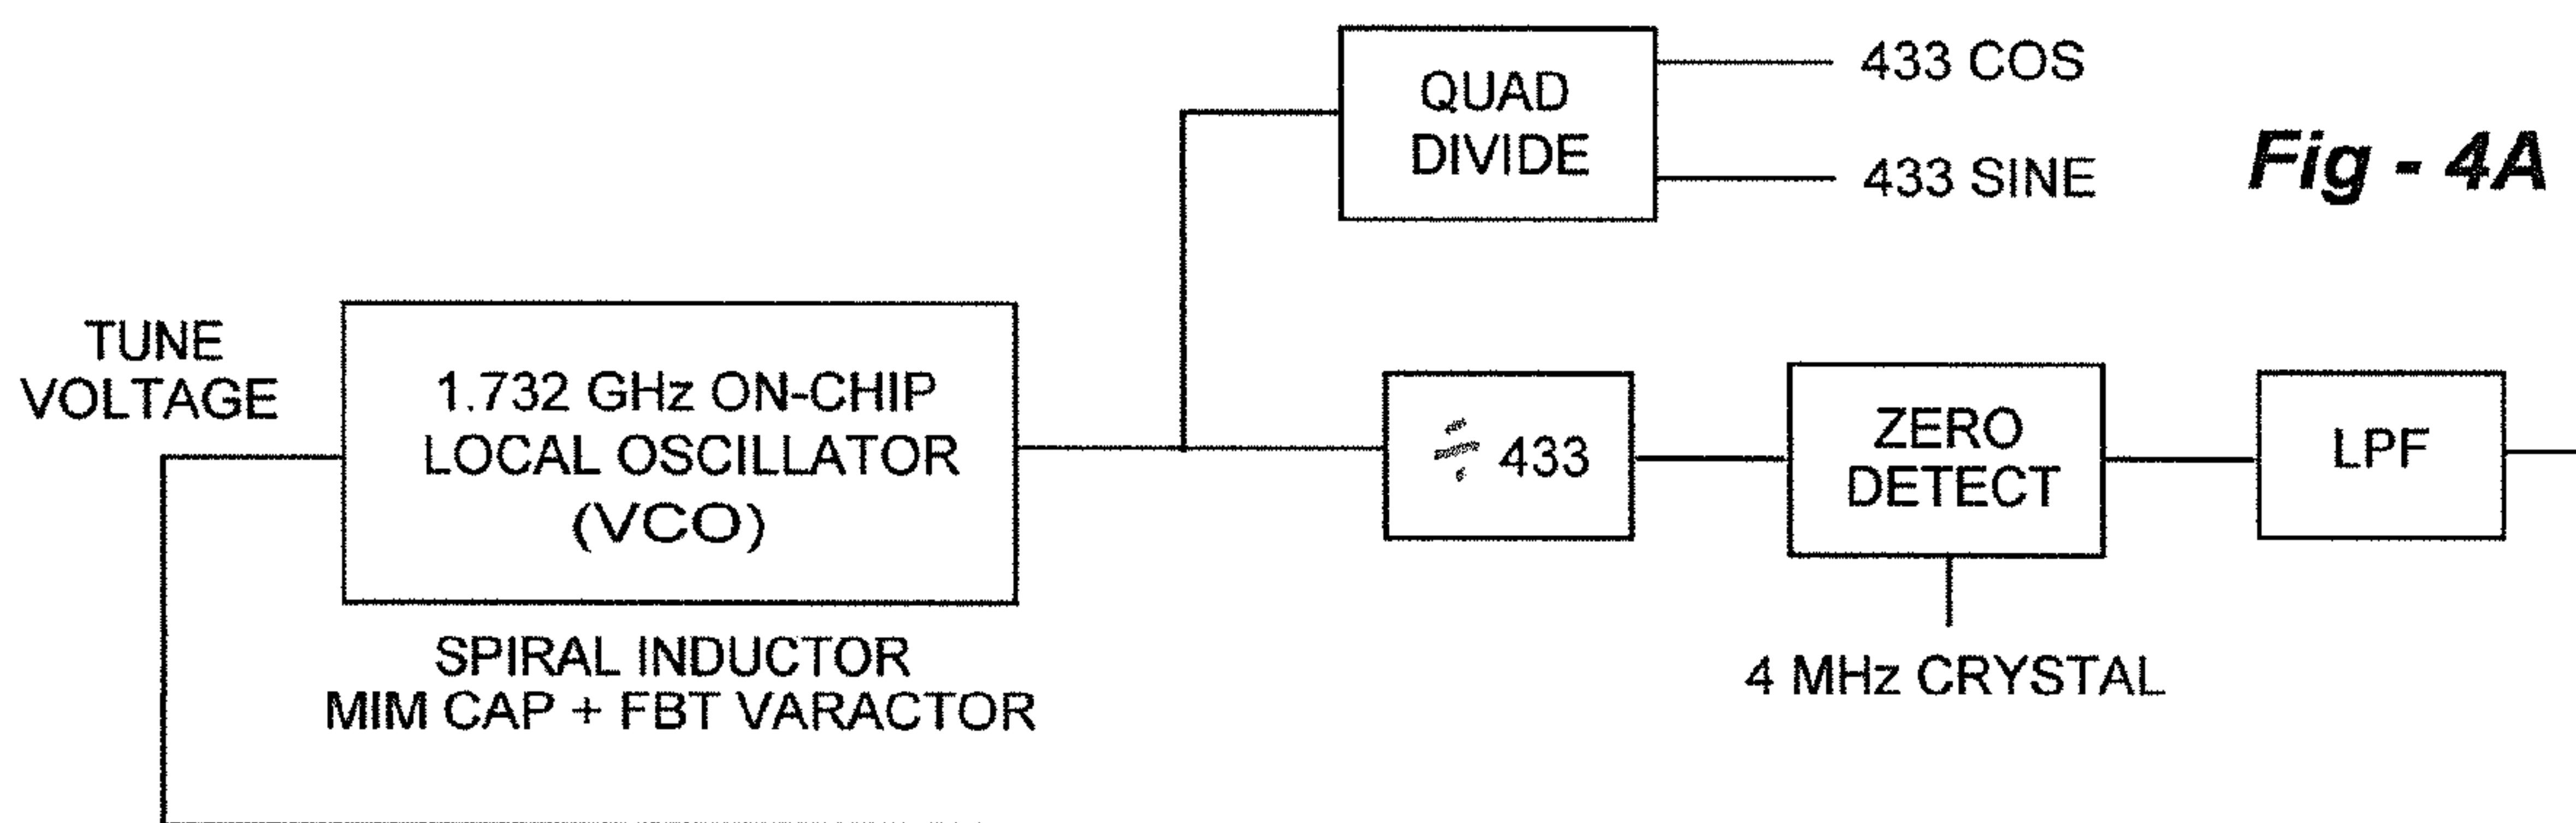 QUAD
DIVIDE
433 COS
433 SINE
Fig - 4A
TUNE
VOLTAGE
1.732 GHz ON-CHIP
LOCAL OSCILLATOR
(VCO)
÷ 433
ZERO
DETECT
LPF
SPIRAL INDUCTOR
MIM CAP + FBT VARACTOR
4 MHz CRYSTAL